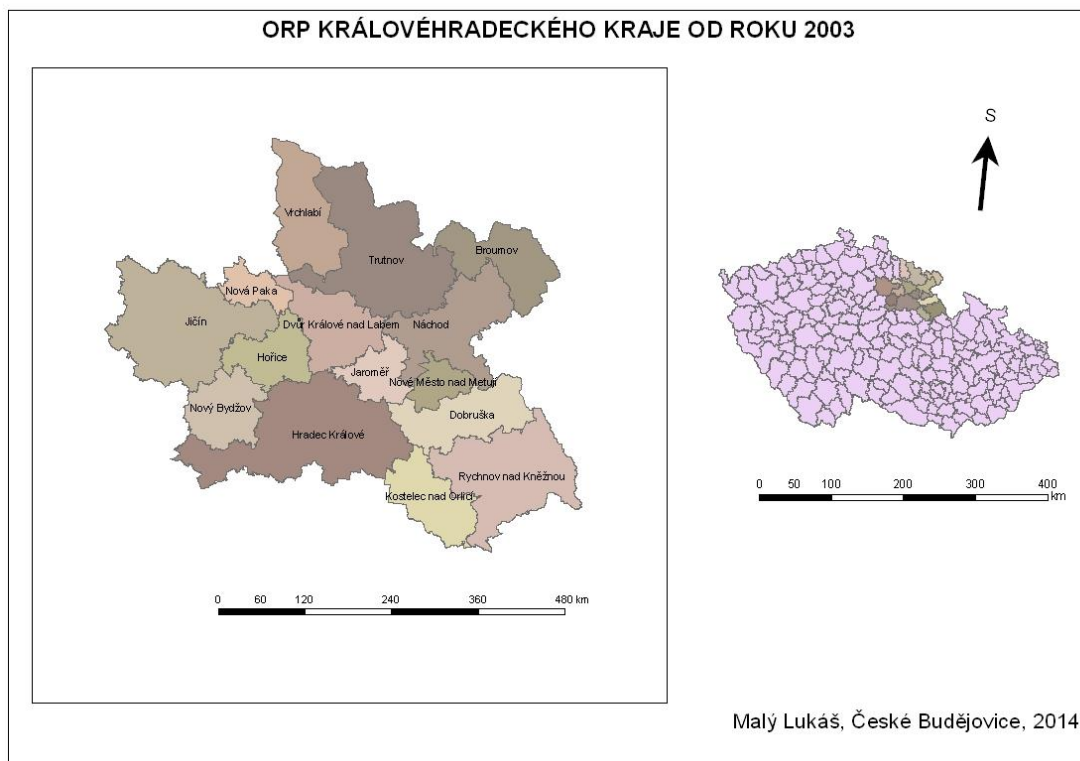 ORP KRÁLOVÉHRADECKÉHO KRAJE OD ROKU 2003
S
Vrchlabí
Trutnov
Broumov
Nová Paka
Jičín
Dvůr Králové nad Labem
Náchod
Hořice
Jaroměř
Nové Město nad Metují
Nový Bydžov
Dobruška
Hradec Králové
Rychnov nad Kněžnou
Kostelec nad Orlicí
0 50 100 200 300 400
km
0 60 120 240 360 480 km
Malý Lukáš, České Budějovice, 2014